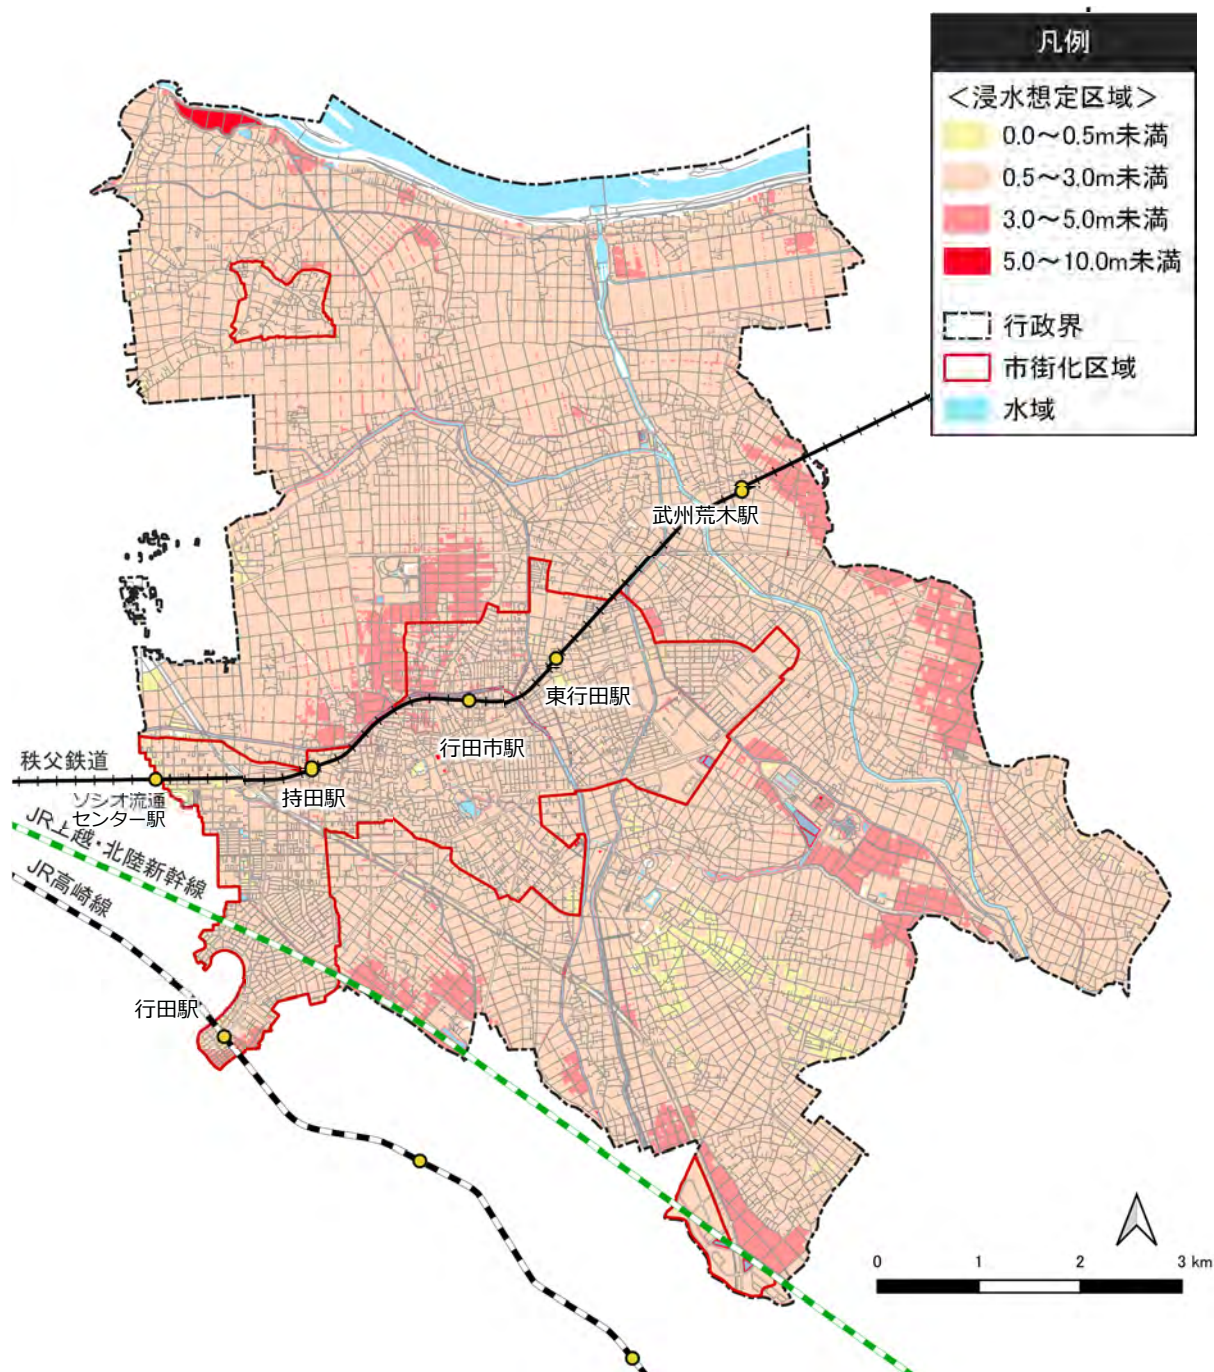 凡例
＜浸水想定区域＞
0.0～0.5m未満
0.5～3.0m未満
3.0～5.0m未満
5.0～10.0m未満
行政界
市街化区域
水域
武州荒木駅
東行田駅
行田市駅
秩父鉄道
持田駅
ソシオ流通
センター駅
JR上越・北陸新幹線
JR高崎線
行田駅
0 1 2 3 km